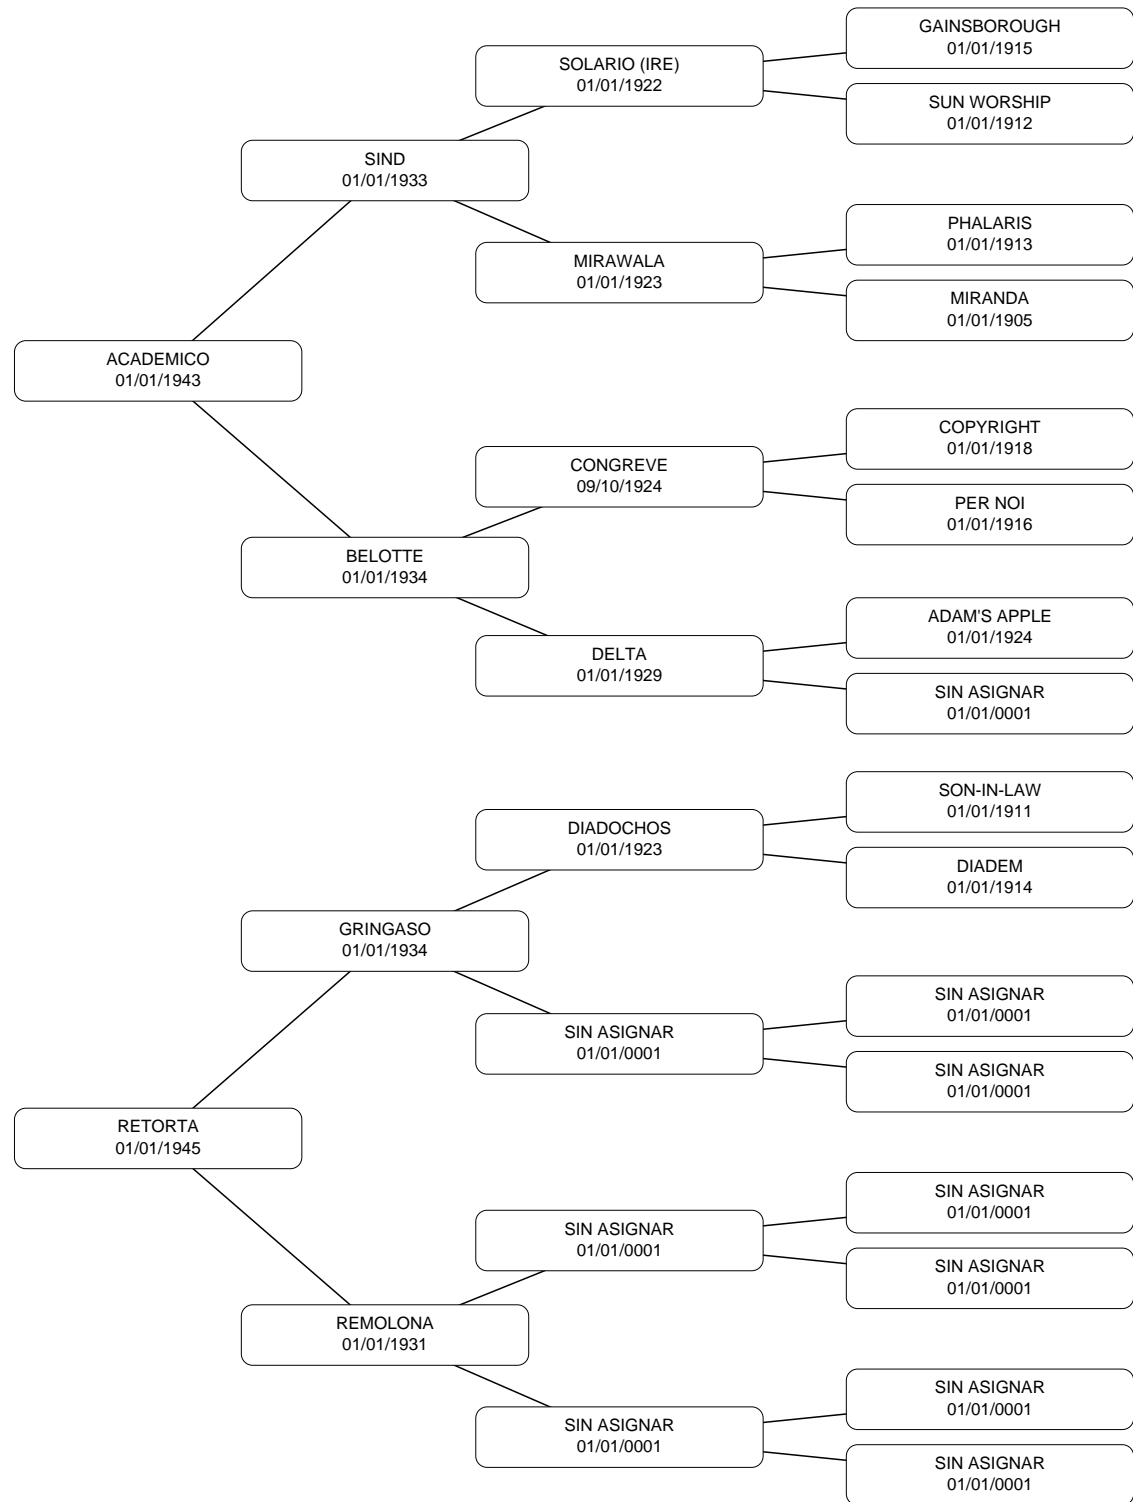 GAINSBOROUGH
01/01/1915
SOLARIO (IRE)
01/01/1922
SUN WORSHIP
01/01/1912
SIND
01/01/1933
PHALARIS
01/01/1913
MIRAWALA
01/01/1923
MIRANDA
01/01/1905
ACADEMICO
01/01/1943
COPYRIGHT
01/01/1918
CONGREVE
09/10/1924
PER NOI
01/01/1916
BELOTTE
01/01/1934
ADAM'S APPLE
01/01/1924
DELTA
01/01/1929
SIN ASIGNAR
01/01/0001
SON-IN-LAW
01/01/1911
DIADOCHOS
01/01/1923
DIADEM
01/01/1914
GRINGASO
01/01/1934
SIN ASIGNAR
01/01/0001
SIN ASIGNAR
01/01/0001
SIN ASIGNAR
01/01/0001
RETORTA
01/01/1945
SIN ASIGNAR
01/01/0001
SIN ASIGNAR
01/01/0001
SIN ASIGNAR
01/01/0001
REMOLONA
01/01/1931
SIN ASIGNAR
01/01/0001
SIN ASIGNAR
01/01/0001
SIN ASIGNAR
01/01/0001